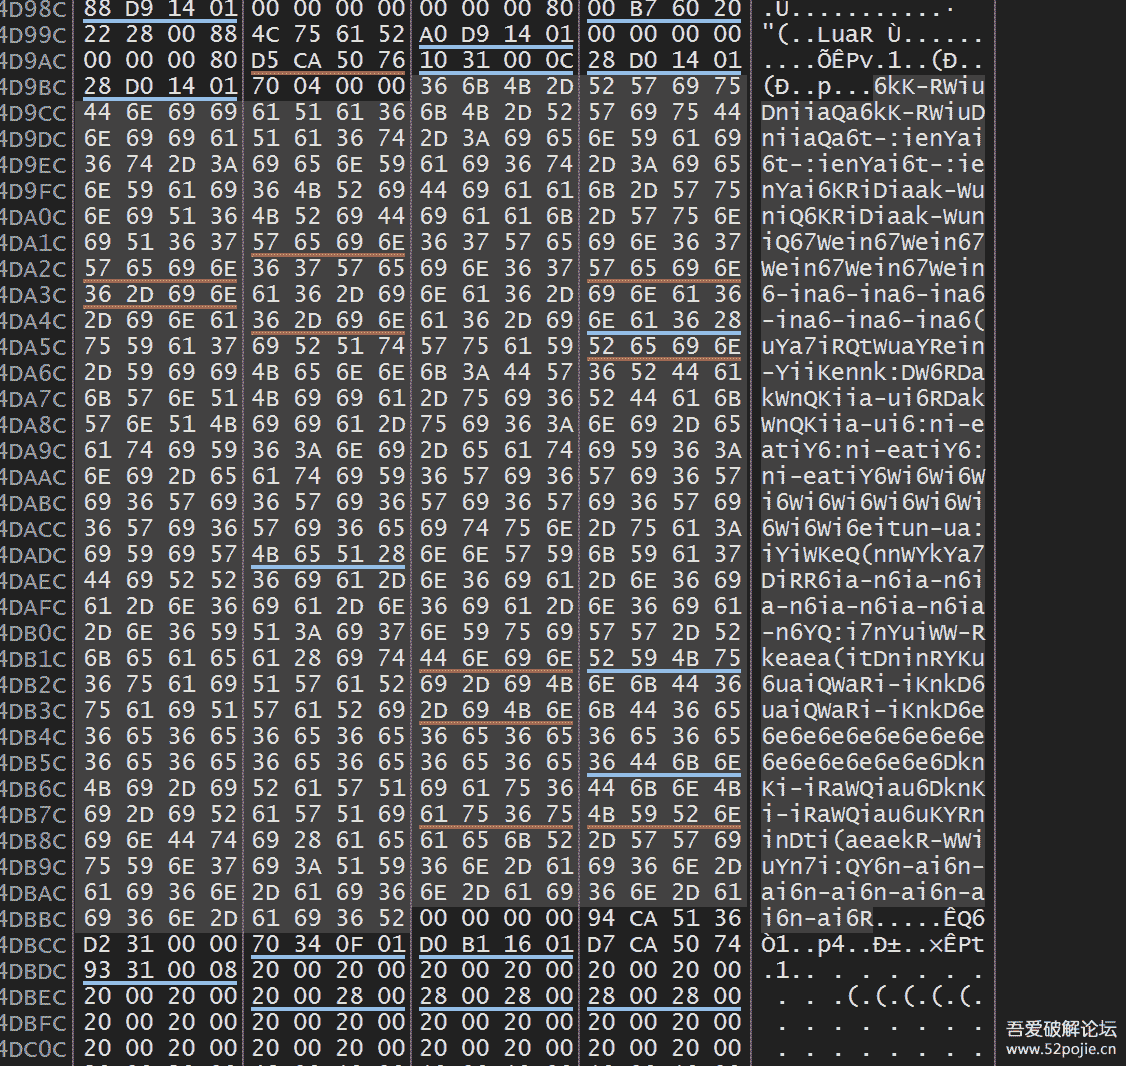 4D98C 88 D9 14 01 00 00 00 00 00 00 00 80 00 B7 60 20 .Ù...........·
4D99C 22 28 00 88 4C 75 61 52 A0 D9 14 01 00 00 00 00 "(..LuaR Ù......
4D9AC 00 00 00 80 D5 CA 50 76 10 31 00 0C 28 D0 14 01 ....ÕÊPv.1..(Ð..
4D9BC 28 D0 14 01 70 04 00 00 36 6B 4B 2D 52 57 69 75 (Ð..p...6kK-RWiu
4D9CC 44 6E 69 69 61 51 61 36 6B 4B 2D 52 57 69 75 44 DniiaQa6kK-RWiuD
4D9DC 6E 69 69 61 51 61 36 74 2D 3A 69 65 6E 59 61 69 niiaQa6t-:ienYai
4D9EC 36 74 2D 3A 69 65 6E 59 61 69 36 74 2D 3A 69 65 6t-:ienYai6t-:ie
4D9FC 6E 59 61 69 36 4B 52 69 44 69 61 61 6B 2D 57 75 nYai6KRiDiaak-Wu
4DA0C 6E 69 51 36 4B 52 69 44 69 61 61 6B 2D 57 75 6E niQ6KRiDiaak-Wun
4DA1C 69 51 36 37 57 65 69 6E 36 37 57 65 69 6E 36 37 iQ67Wein67Wein67
4DA2C 57 65 69 6E 36 37 57 65 69 6E 36 37 57 65 69 6E Wein67Wein67Wein
4DA3C 36 2D 69 6E 61 36 2D 69 6E 61 36 2D 69 6E 61 36 6-ina6-ina6-ina6
4DA4C 2D 69 6E 61 36 2D 69 6E 61 36 2D 69 6E 61 36 28 -ina6-ina6-ina6(
4DA5C 75 59 61 37 69 52 51 74 57 75 61 59 52 65 69 6E uYa7iRQtWuaYRein
4DA6C 2D 59 69 69 4B 65 6E 6E 6B 3A 44 57 36 52 44 61 -YiiKennk:DW6RDa
4DA7C 6B 57 6E 51 4B 69 69 61 2D 75 69 36 52 44 61 6B kWnQKiia-ui6RDak
4DA8C 57 6E 51 4B 69 69 61 2D 75 69 36 3A 6E 69 2D 65 WnQKiia-ui6:ni-e
4DA9C 61 74 69 59 36 3A 6E 69 2D 65 61 74 69 59 36 3A atiY6:ni-eatiY6:
4DAAC 6E 69 2D 65 61 74 69 59 36 57 69 36 57 69 36 57 ni-eatiY6Wi6Wi6W
4DABC 69 36 57 69 36 57 69 36 57 69 36 57 69 36 57 69 i6Wi6Wi6Wi6Wi6Wi
4DACC 36 57 69 36 57 69 36 65 69 74 75 6E 2D 75 61 3A 6Wi6Wi6eitun-ua:
4DADC 69 59 69 57 4B 65 51 28 6E 6E 57 59 6B 59 61 37 iYiWKeQ(nnWYkYa7
4DAEC 44 69 52 52 36 69 61 2D 6E 36 69 61 2D 6E 36 69 DiRR6ia-n6ia-n6i
4DAFC 61 2D 6E 36 69 61 2D 6E 36 69 61 2D 6E 36 69 61 a-n6ia-n6ia-n6ia
4DB0C 2D 6E 36 59 51 3A 69 37 6E 59 75 69 57 57 2D 52 -n6YQ:i7nYuiWW-R
4DB1C 6B 65 61 65 61 28 69 74 44 6E 69 6E 52 59 4B 75 keaea(itDninRYKu
4DB2C 36 75 61 69 51 57 61 52 69 2D 69 4B 6E 6B 44 36 6uaiQWaRi-iKnkD6
4DB3C 75 61 69 51 57 61 52 69 2D 69 4B 6E 6B 44 36 65 uaiQWaRi-iKnkD6e
4DB4C 36 65 36 65 36 65 36 65 36 65 36 65 36 65 36 65 6e6e6e6e6e6e6e6e
4DB5C 36 65 36 65 36 65 36 65 36 65 36 65 36 44 6B 6E 6e6e6e6e6e6e6Dkn
4DB6C 4B 69 2D 69 52 61 57 51 69 61 75 36 44 6B 6E 4B Ki-iRaWQiau6DknK
4DB7C 69 2D 69 52 61 57 51 69 61 75 36 75 4B 59 52 6E i-iRaWQiau6uKYRn
4DB8C 69 6E 44 74 69 28 61 65 61 65 6B 52 2D 57 57 69 inDti(aeaekR-WWi
4DB9C 75 59 6E 37 69 3A 51 59 36 6E 2D 61 69 36 6E 2D uYn7i:QY6n-ai6n-
4DBAC 61 69 36 6E 2D 61 69 36 6E 2D 61 69 36 6E 2D 61 ai6n-ai6n-ai6n-a
4DBBC 69 36 6E 2D 61 69 36 52 00 00 00 00 94 CA 51 36 i6n-ai6R.....ÊQ6
4DBCC D2 31 00 00 70 34 0F 01 D0 B1 16 01 D7 CA 50 74 Ò1..p4..Ð±..×ÊPt
4DBDC 93 31 00 08 20 00 20 00 20 00 20 00 20 00 20 00 .1.. . . . . . .
4DBEC 20 00 20 00 20 00 28 00 28 00 28 00 28 00 28 00 . . .(.(.(.(.(.
4DBFC 20 00 20 00 20 00 20 00 20 00 20 00 20 00 20 00 . . . . . . . .
4DC0C 20 00 20 00 20 00 20 00 20 00 20 00 20 00 20 00 . . . . . . . .
吾爱破解论坛
www.52pojie.cn